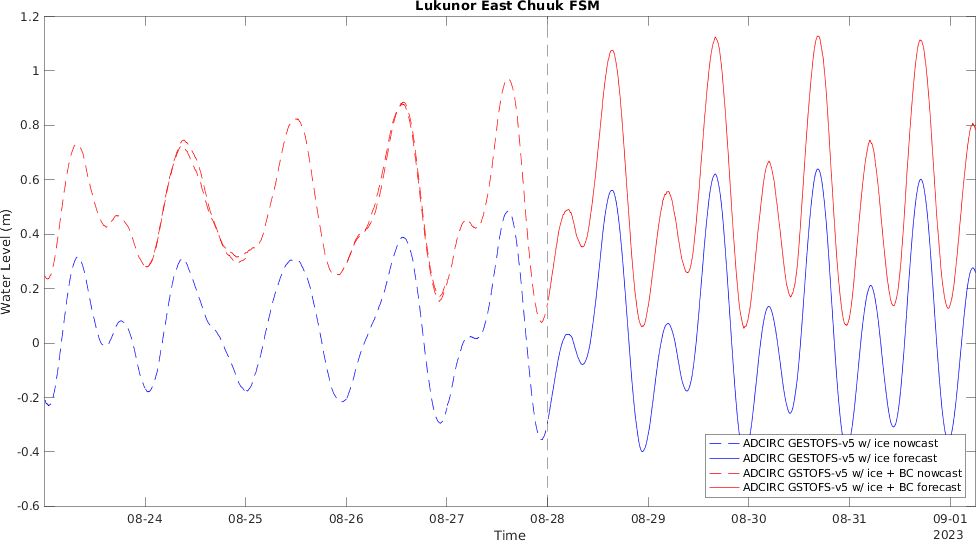 Lukunor East Chuuk FSM
1.2
1
0.8
0.6
0.4
0.2
0
-0.2
-0.4
-0.6
Water Level (m)
ADCIRC GESTOFS-v5 w/ ice nowcast
ADCIRC GESTOFS-v5 w/ ice forecast
ADCIRC GSTOFS-v5 w/ ice + BC nowcast
ADCIRC GSTOFS-v5 w/ ice + BC forecast
08-24 08-25 08-26 08-27 08-28 08-29 08-30 08-31 09-01
Time 2023